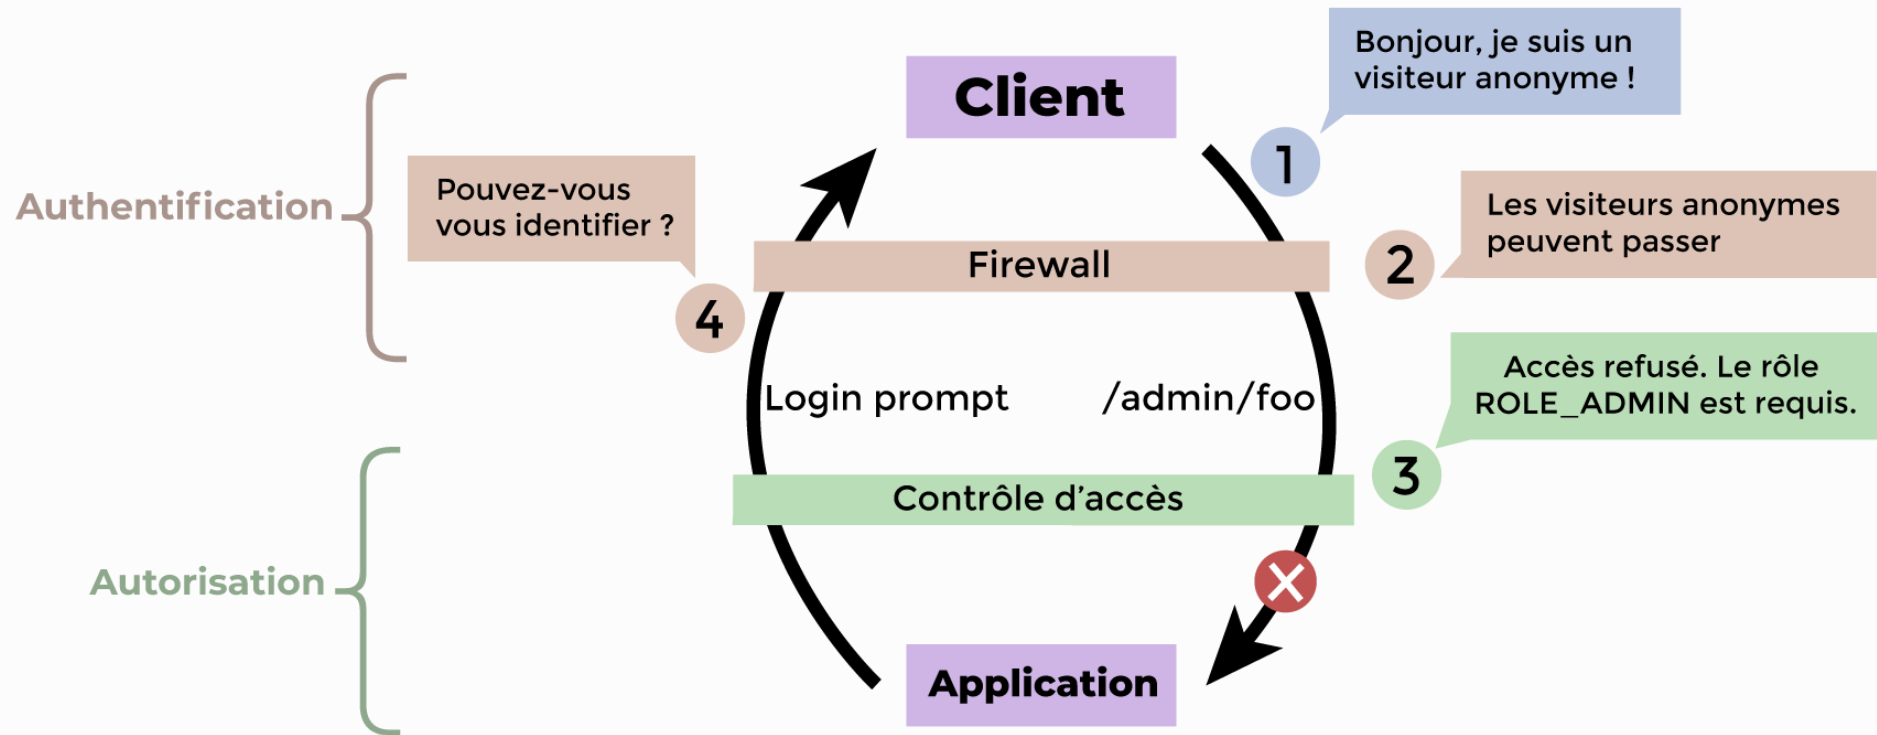 Bonjour, je suis un
visiteur anonyme !
Client
1
Authentification
Pouvez-vous
vous identifier ?
Les visiteurs anonymes
peuvent passer
2
Firewall
4
Accès refusé. Le rôle
ROLE_ADMIN est requis.
Login prompt
/admin/foo
3
Contrôle d’accès
Autorisation
Application